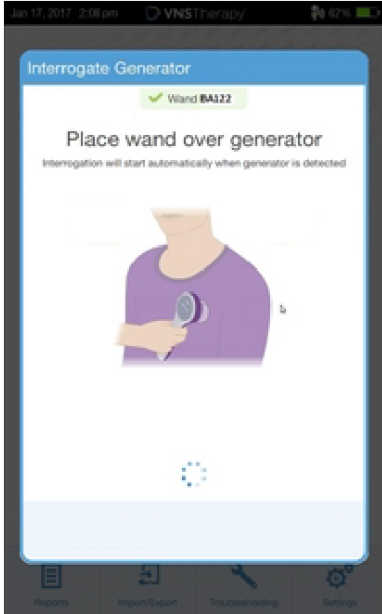 Jan 17, 2017 2:08 pm VNSTherapy 82%
Interrogate Generator
Wand BA122
Place wand over generator
Interrogation will start automatically when generator is detected
Reports Import/Export Troubleshooting Settings